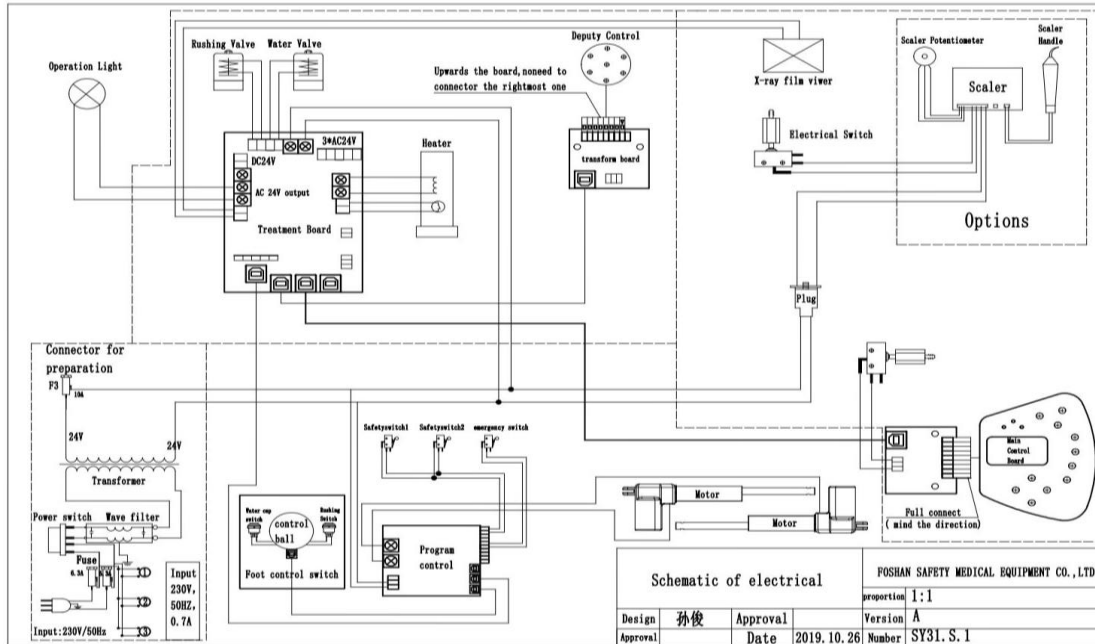 Rushing Valve
Water Valve
Deputy Control
Scaler Potentiometer
Scaler
Handle
Operation Light
Upwards the board,noneed to
connector the rightmost one
X-ray film viwer
Scaler
Electrical Switch
3*AC24V
DC24V
Heater
transform board
AC 24V output
Treatment Board
Options
Plug
Connector for
preparation
F3
10A
24V
24V
Transformer
Safetyswitch1
Safetyswitch2
emergency switch
Main
Control
Board
Full connect
( mind the direction)
Power switch
Wave filter
Water cup
switch
control
ball
Rushing
Switch
Foot control switch
Program
control
Motor
Motor
Fuse
6.3A
1
2
3
Input
230V,
50HZ,
0.7A
Input:230V/50Hz
Schematic of electrical
FOSHAN SAFETY MEDICAL EQUIPMENT CO.,LTD
proportion 1:1
Design 孙俊 Approval
Version A
Approval Date 2019.10.26
Number SY31.S.1